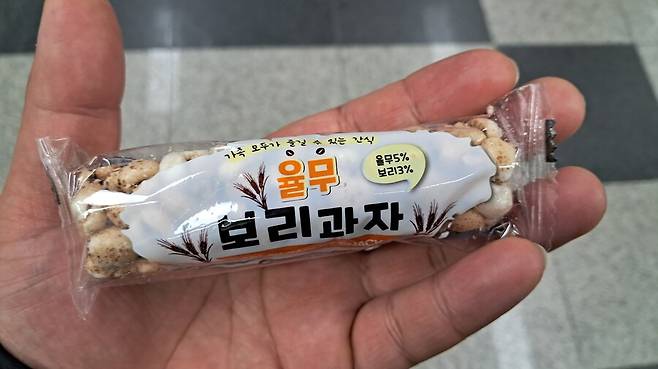 가족 모두가 즐길 수 있는 간식
율무
율무5%
보리3%
보리과자